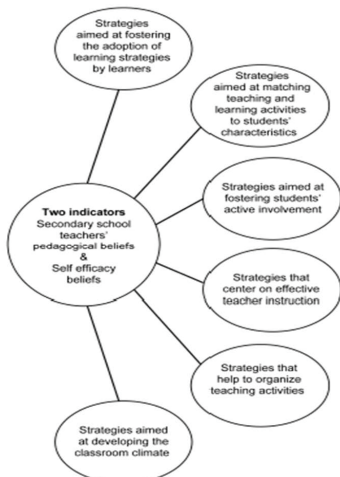 Strategies
aimed at fostering
the adoption of
learning strategies
by learners
Strategies
aimed at matching
teaching and
learning activities
to students'
characteristics
Strategies aimed at
fostering students'
active involvement
Two indicators
Secondary school
teachers'
pedagogical beliefs
&
Self efficacy
beliefs
Strategies that
center on effective
teacher instruction
Strategies that
help to organize
teaching activities
Strategies aimed
at developing the
classroom climate